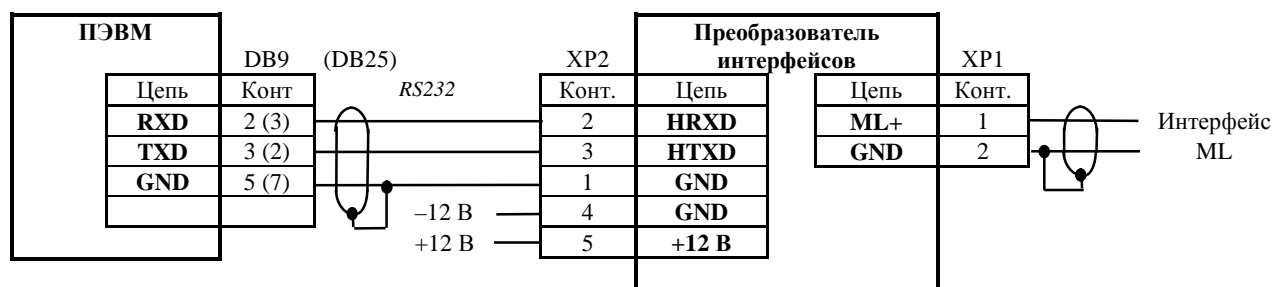 ПЭВМ
Преобразователь
интерфейсов
DB9 (DB25) XP2 XP1
Цепь Конт RS232 Конт. Цепь Цепь Конт.
RXD 2 (3) 2 HRXD ML+ 1 Интерфейс
TXD 3 (2) 3 HTXD GND 2 ML
GND 5 (7) 1 GND
–12 В 4 GND
+12 В 5 +12 В